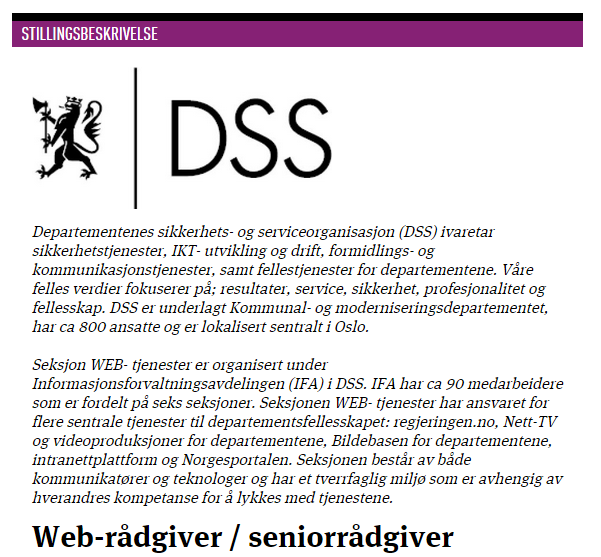 STILLINGSBESKRIVELSE
DSS
Departementenes sikkerhets- og serviceorganisasjon (DSS) ivaretar
sikkerhetstjenester, IKT- utvikling og drift, formidlings- og
kommunikasjonstjenester, samt fellestjenester for departementene. Våre
felles verdier fokuserer på; resultater, service, sikkerhet, profesjonalitet og
fellesskap. DSS er underlagt Kommunal- og moderniseringsdepartementet,
har ca 800 ansatte og er lokalisert sentralt i Oslo.
Seksjon WEB- tjenester er organisert under
Informasjonsforvaltningsavdelingen (IFA) i DSS. IFA har ca 90 medarbeidere
som er fordelt på seks seksjoner. Seksjonen WEB- tjenester har ansvaret for
flere sentrale tjenester til departementsfellesskapet: regjeringen.no, Nett-TV
og videoproduksjoner for departementene, Bildebasen for departementene,
intranettplattform og Norgesportalen. Seksjonen består av både
kommunikatører og teknologer og har et tverrfaglig miljø som er avhengig av
hverandres kompetanse for å lykkes med tjenestene.
Web-rådgiver / seniorrådgiver